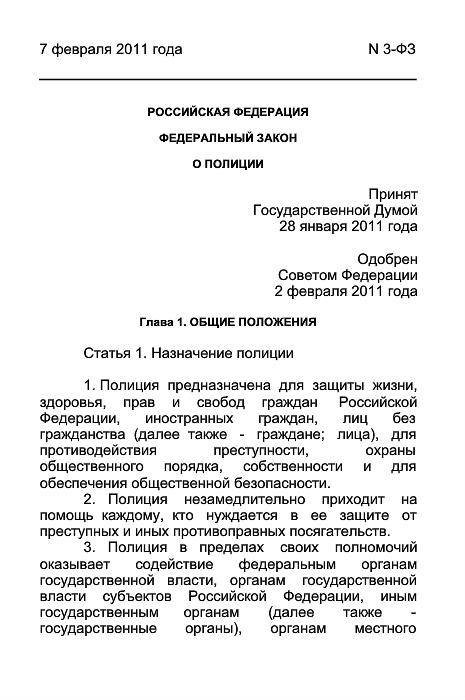 7 февраля 2011 года N 3-ФЗ
РОССИЙСКАЯ ФЕДЕРАЦИЯ
ФЕДЕРАЛЬНЫЙ ЗАКОН
О ПОЛИЦИИ
Принят
Государственной Думой
28 января 2011 года
Одобрен
Советом Федерации
2 февраля 2011 года
Глава 1. ОБЩИЕ ПОЛОЖЕНИЯ
Статья 1. Назначение полиции
1. Полиция предназначена для защиты жизни,
здоровья, прав и свобод граждан Российской
Федерации, иностранных граждан, лиц без
гражданства (далее также - граждане; лица), для
противодействия преступности, охраны
общественного порядка, собственности и для
обеспечения общественной безопасности.
2. Полиция незамедлительно приходит на
помощь каждому, кто нуждается в ее защите от
преступных и иных противоправных посягательств.
3. Полиция в пределах своих полномочий
оказывает содействие федеральным органам
государственной власти, органам государственной
власти субъектов Российской Федерации, иным
государственным органам (далее также -
государственные органы), органам местного